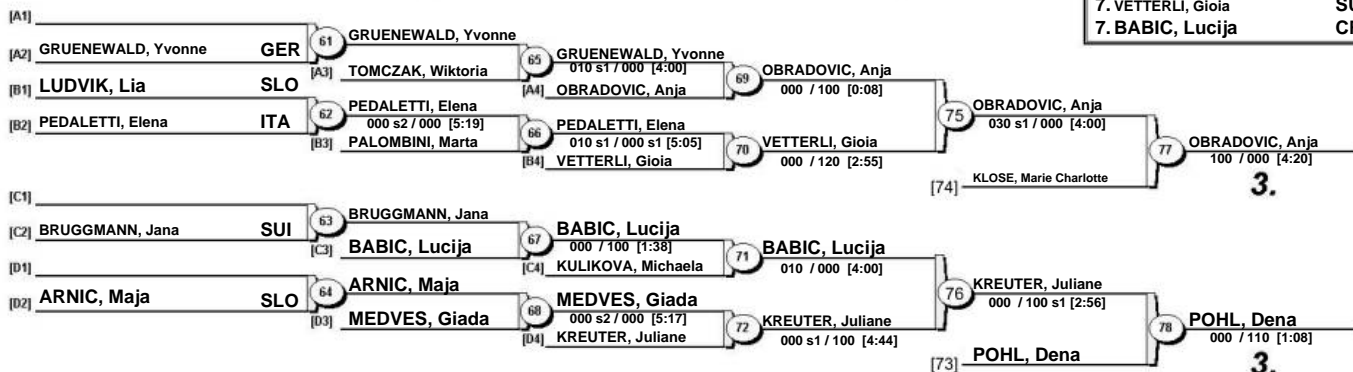 7. VETTERLI, Gioia
7. BABIC, Lucija
[A1]
[A2] GRUENEWALD, Yvonne GER
61 GRUENEWALD, Yvonne
[A3] TOMCZAK, Wiktoria
65 GRUENEWALD, Yvonne
010 s1 / 000 [4:00]
[A4] OBRADOVIC, Anja
69 OBRADOVIC, Anja
000 / 100 [0:08]
[B1] LUDVIK, Lia SLO
[B2] PEDALETTI, Elena ITA
62 PEDALETTI, Elena
000 s2 / 000 [5:19]
[B3] PALOMBINI, Marta
66 PEDALETTI, Elena
010 s1 / 000 s1 [5:05]
[B4] VETTERLI, Gioia
70 VETTERLI, Gioia
000 / 120 [2:55]
75 OBRADOVIC, Anja
030 s1 / 000 [4:00]
[74] KLOSE, Marie Charlotte
77 OBRADOVIC, Anja
100 / 000 [4:20]
3.
[C1]
[C2] BRUGGMANN, Jana SUI
63 BRUGGMANN, Jana
[C3] BABIC, Lucija
67 BABIC, Lucija
000 / 100 [1:38]
[C4] KULIKOVA, Michaela
71 BABIC, Lucija
010 / 000 [4:00]
[D1]
[D2] ARNIC, Maja SLO
64 ARNIC, Maja
[D3] MEDVES, Giada
68 MEDVES, Giada
000 s2 / 000 [5:17]
[D4] KREUTER, Juliane
72 KREUTER, Juliane
000 s1 / 100 [4:44]
76 KREUTER, Juliane
000 / 100 s1 [2:56]
[73] POHL, Dena
78 POHL, Dena
000 / 110 [1:08]
3.